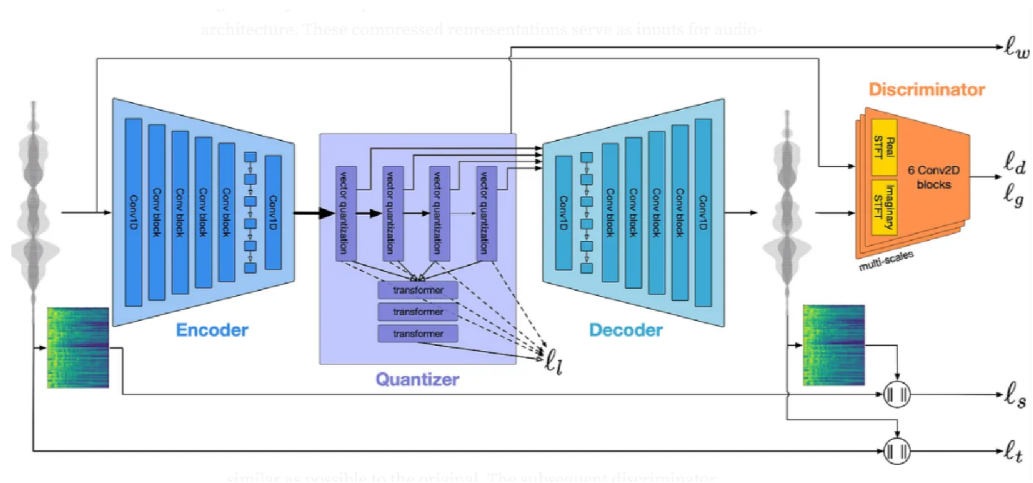 architecture. These compressed representations serve as inputs for audio-
ℓw
Discriminator
Real STFT
Imaginary STFT
6 Conv2D
blocks
multi-scales
ℓd
ℓg
Conv1D
Conv block
Conv block
Conv block
Conv block
Conv1D
Encoder
vector quantization
vector quantization
vector quantization
vector quantization
transformer
transformer
transformer
ℓl
Quantizer
Conv1D
Conv block
Conv block
Conv block
Conv block
Conv1D
Decoder
ℓs
ℓt
similar as possible to the original. The subsequent discriminator